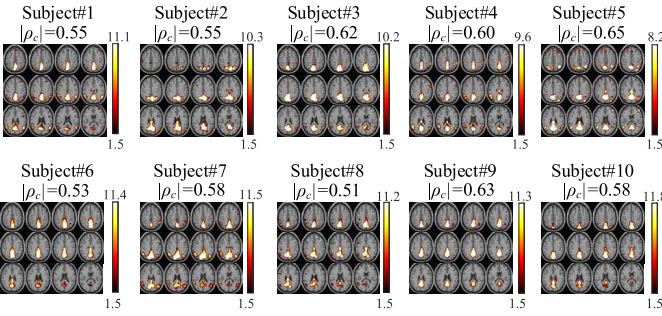 Subject#1 Subject#2 Subject#3 Subject#4 Subject#5
|ρc|=0.55 11.1 |ρc|=0.55 10.3 |ρc|=0.62 10.2 |ρc|=0.60 9.6 |ρc|=0.65 8.2
1.5 1.5 1.5 1.5 1.5
Subject#6 Subject#7 Subject#8 Subject#9 Subject#10
|ρc|=0.53 11.4 |ρc|=0.58 11.5 |ρc|=0.51 11.2 |ρc|=0.63 11.3 |ρc|=0.58 11.8
1.5 1.5 1.5 1.5 1.5